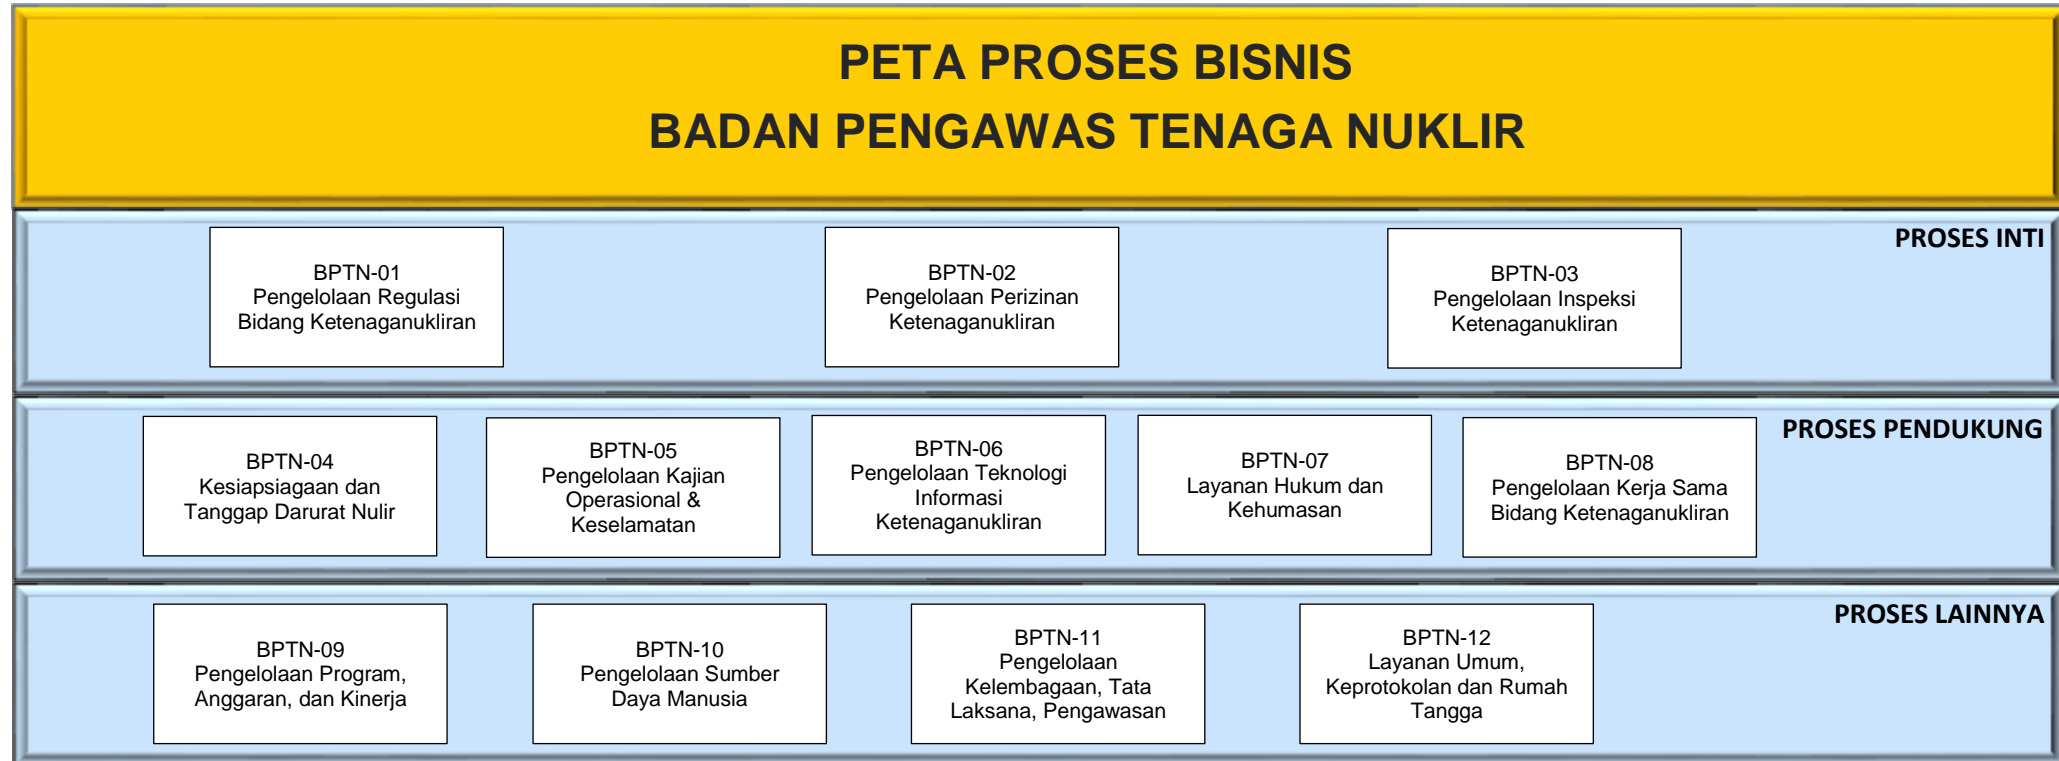 PETA PROSES BISNIS
BADAN PENGAWAS TENAGA NUKLIR
PROSES INTI
BPTN-01
Pengelolaan Regulasi
Bidang Ketenaganukliran
BPTN-02
Pengelolaan Perizinan
Ketenaganukliran
BPTN-03
Pengelolaan Inspeksi
Ketenaganukliran
PROSES PENDUKUNG
BPTN-04
Kesiapsiagaan dan
Tanggap Darurat Nulir
BPTN-05
Pengelolaan Kajian
Operasional &
Keselamatan
BPTN-06
Pengelolaan Teknologi
Informasi
Ketenaganukliran
BPTN-07
Layanan Hukum dan
Kehumasan
BPTN-08
Pengelolaan Kerja Sama
Bidang Ketenaganukliran
PROSES LAINNYA
BPTN-09
Pengelolaan Program,
Anggaran, dan Kinerja
BPTN-10
Pengelolaan Sumber
Daya Manusia
BPTN-11
Pengelolaan
Kelembagaan, Tata
Laksana, Pengawasan
BPTN-12
Layanan Umum,
Keprotokolan dan Rumah
Tangga